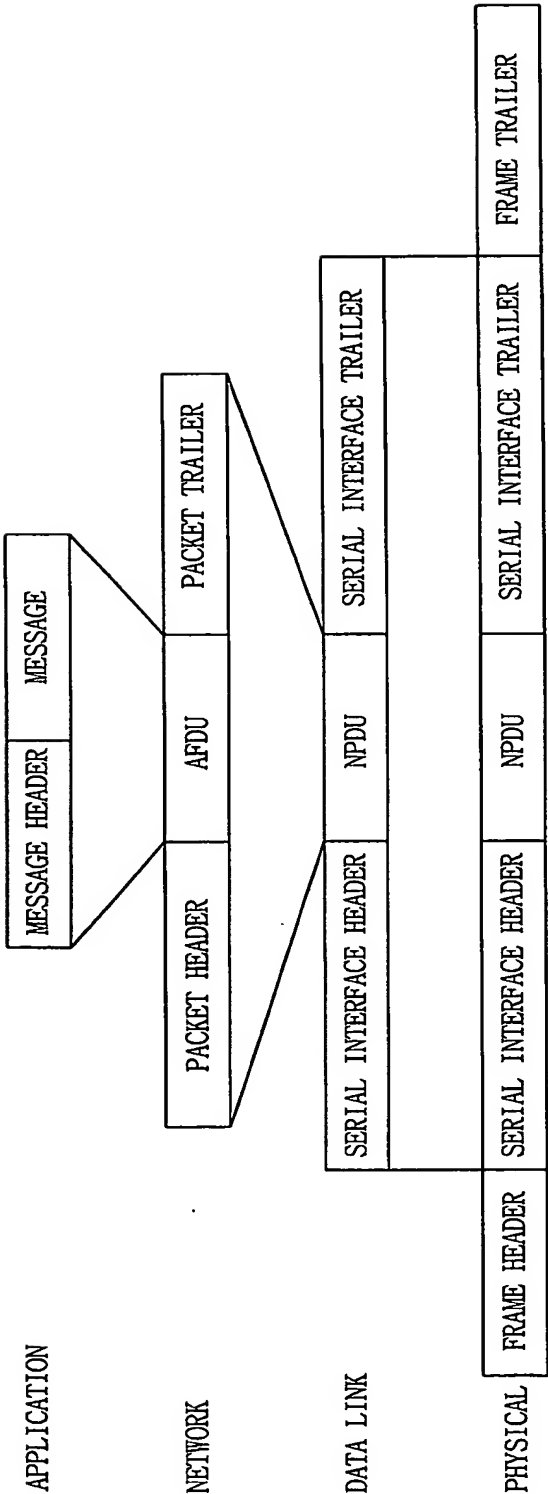 APPLICATION
MESSAGE HEADER MESSAGE
NETWORK
PACKET HEADER AFDU PACKET TRAILER
DATA LINK
SERIAL INTERFACE HEADER NPDU SERIAL INTERFACE TRAILER
PHYSICAL
FRAME HEADER SERIAL INTERFACE HEADER NPDU SERIAL INTERFACE TRAILER FRAME TRAILER